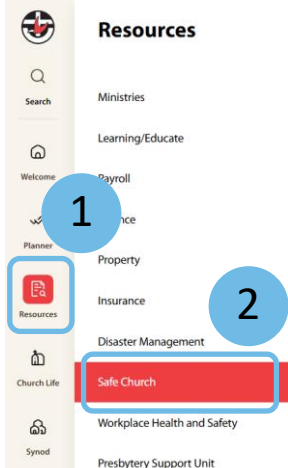 Resources
Search
Ministries
Learning/Educate
Welcome
Payroll
1
nce
Planner
Property
Resources
Insurance
2
Disaster Management
Church Life
Safe Church
Workplace Health and Safety
Synod
Presbytery Support Unit